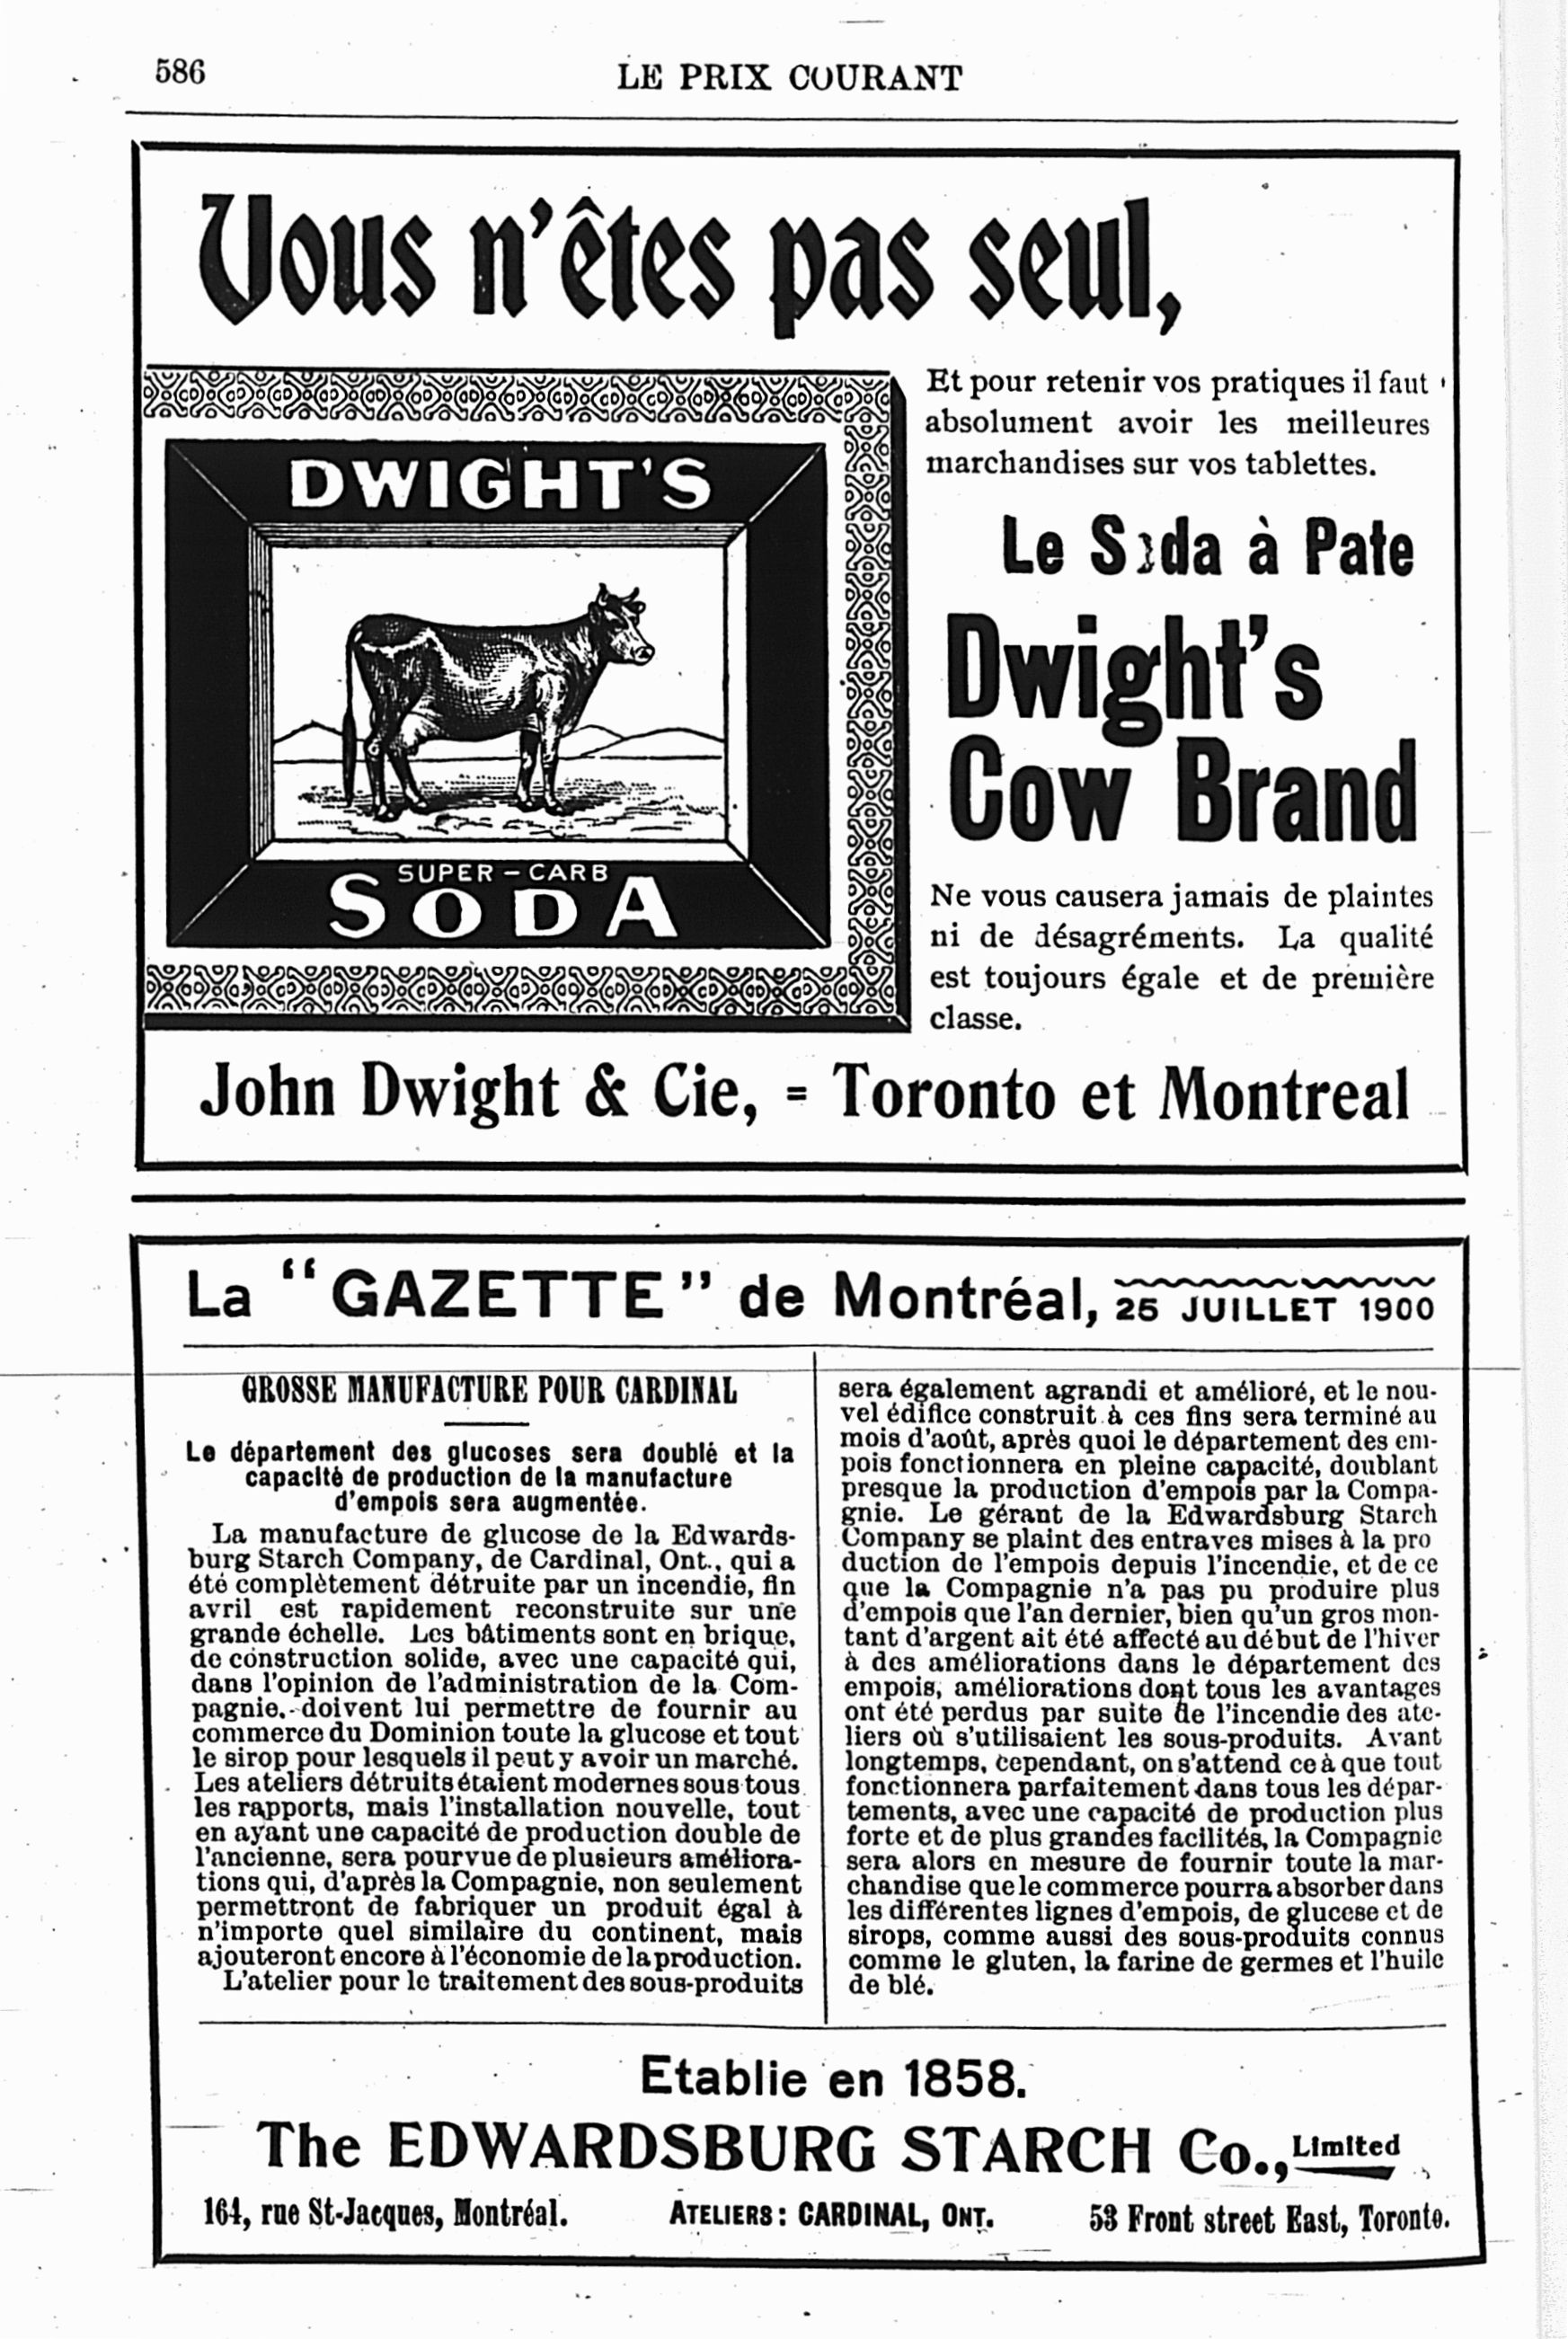 586
LE PRIX COURANT
Vous n'êtes pas seul,
DWIGHT'S
SUPER-CARB
SODA
Et pour retenir vos pratiques il faut
absolument avoir les meilleures
marchandises sur vos tablettes.
Le Soda à Pate
Dwight's
Cow Brand
Ne vous causera jamais de plaintes
ni de désagréments. La qualité
est toujours égale et de première
classe.
John Dwight & Cie, = Toronto et Montreal
La "GAZETTE" de Montréal, 25 JUILLET 1900
GROSSE MANUFACTURE POUR CARDINAL
Le département des glucoses sera doublé et la
capacité de production de la manufacture
d'empois sera augmentée.
La manufacture de glucose de la Edwards-
burg Starch Company, de Cardinal, Ont., qui a
été complètement détruite par un incendie, fin
avril est rapidement reconstruite sur une
grande échelle. Les bâtiments sont en brique,
de construction solide, avec une capacité qui,
dans l'opinion de l'administration de la Com-
pagnie, doivent lui permettre de fournir au
commerce du Dominion toute la glucose et tout
le sirop pour lesquels il peut y avoir un marché.
Les ateliers détruits étaient modernes sous tous
les rapports, mais l'installation nouvelle, tout
en ayant une capacité de production double de
l'ancienne, sera pourvue de plusieurs améliora-
tions qui, d'après la Compagnie, non seulement
permettront de fabriquer un produit égal à
n'importe quel similaire du continent, mais
ajouteront encore à l'économie de la production.
L'atelier pour le traitement des sous-produits
sera également agrandi et amélioré, et le nou-
vel édifice construit à ces fins sera terminé au
mois d'août, après quoi le département des em-
pois fonctionnera en pleine capacité, doublant
presque la production d'empois par la Compa-
gnie. Le gérant de la Edwardsburg Starch
Company se plaint des entraves mises à la pro
duction de l'empois depuis l'incendie, et de ce
que la Compagnie n'a pas pu produire plus
d'empois que l'an dernier, bien qu'un gros mon-
tant d'argent ait été affecté au début de l'hiver
à des améliorations dans le département des
empois, améliorations dont tous les avantages
ont été perdus par suite de l'incendie des ate-
liers où s'utilisaient les sous-produits. Avant
longtemps, cependant, on s'attend ce à que tout
fonctionnera parfaitement dans tous les dépar-
tements, avec une capacité de production plus
forte et de plus grandes facilités, la Compagnie
sera alors en mesure de fournir toute la mar-
chandise que le commerce pourra absorber dans
les différentes lignes d'empois, de glucose et de
sirops, comme aussi des sous-produits connus
comme le gluten, la farine de germes et l'huile
de blé.
Etablie en 1858.
The EDWARDSBURG STARCH Co., Limited
164, rue St-Jacques, Montréal. ATELIERS: CARDINAL, ONT. 53 Front street East, Toronto.